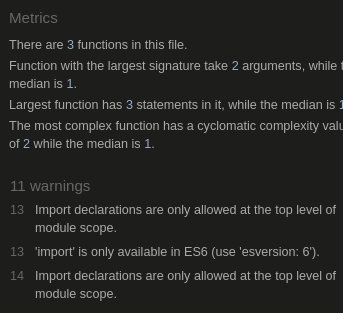 Metrics
There are 3 functions in this file.
Function with the largest signature take 2 arguments, while
median is 1.
Largest function has 3 statements in it, while the median is 1
The most complex function has a cyclomatic complexity
of 2 while the median is 1.
11 warnings
13 Import declarations are only allowed at the top level of
module scope.
13 'import' is only available in ES6 (use 'esversion: 6').
14 Import declarations are only allowed at the top level of
module scope.